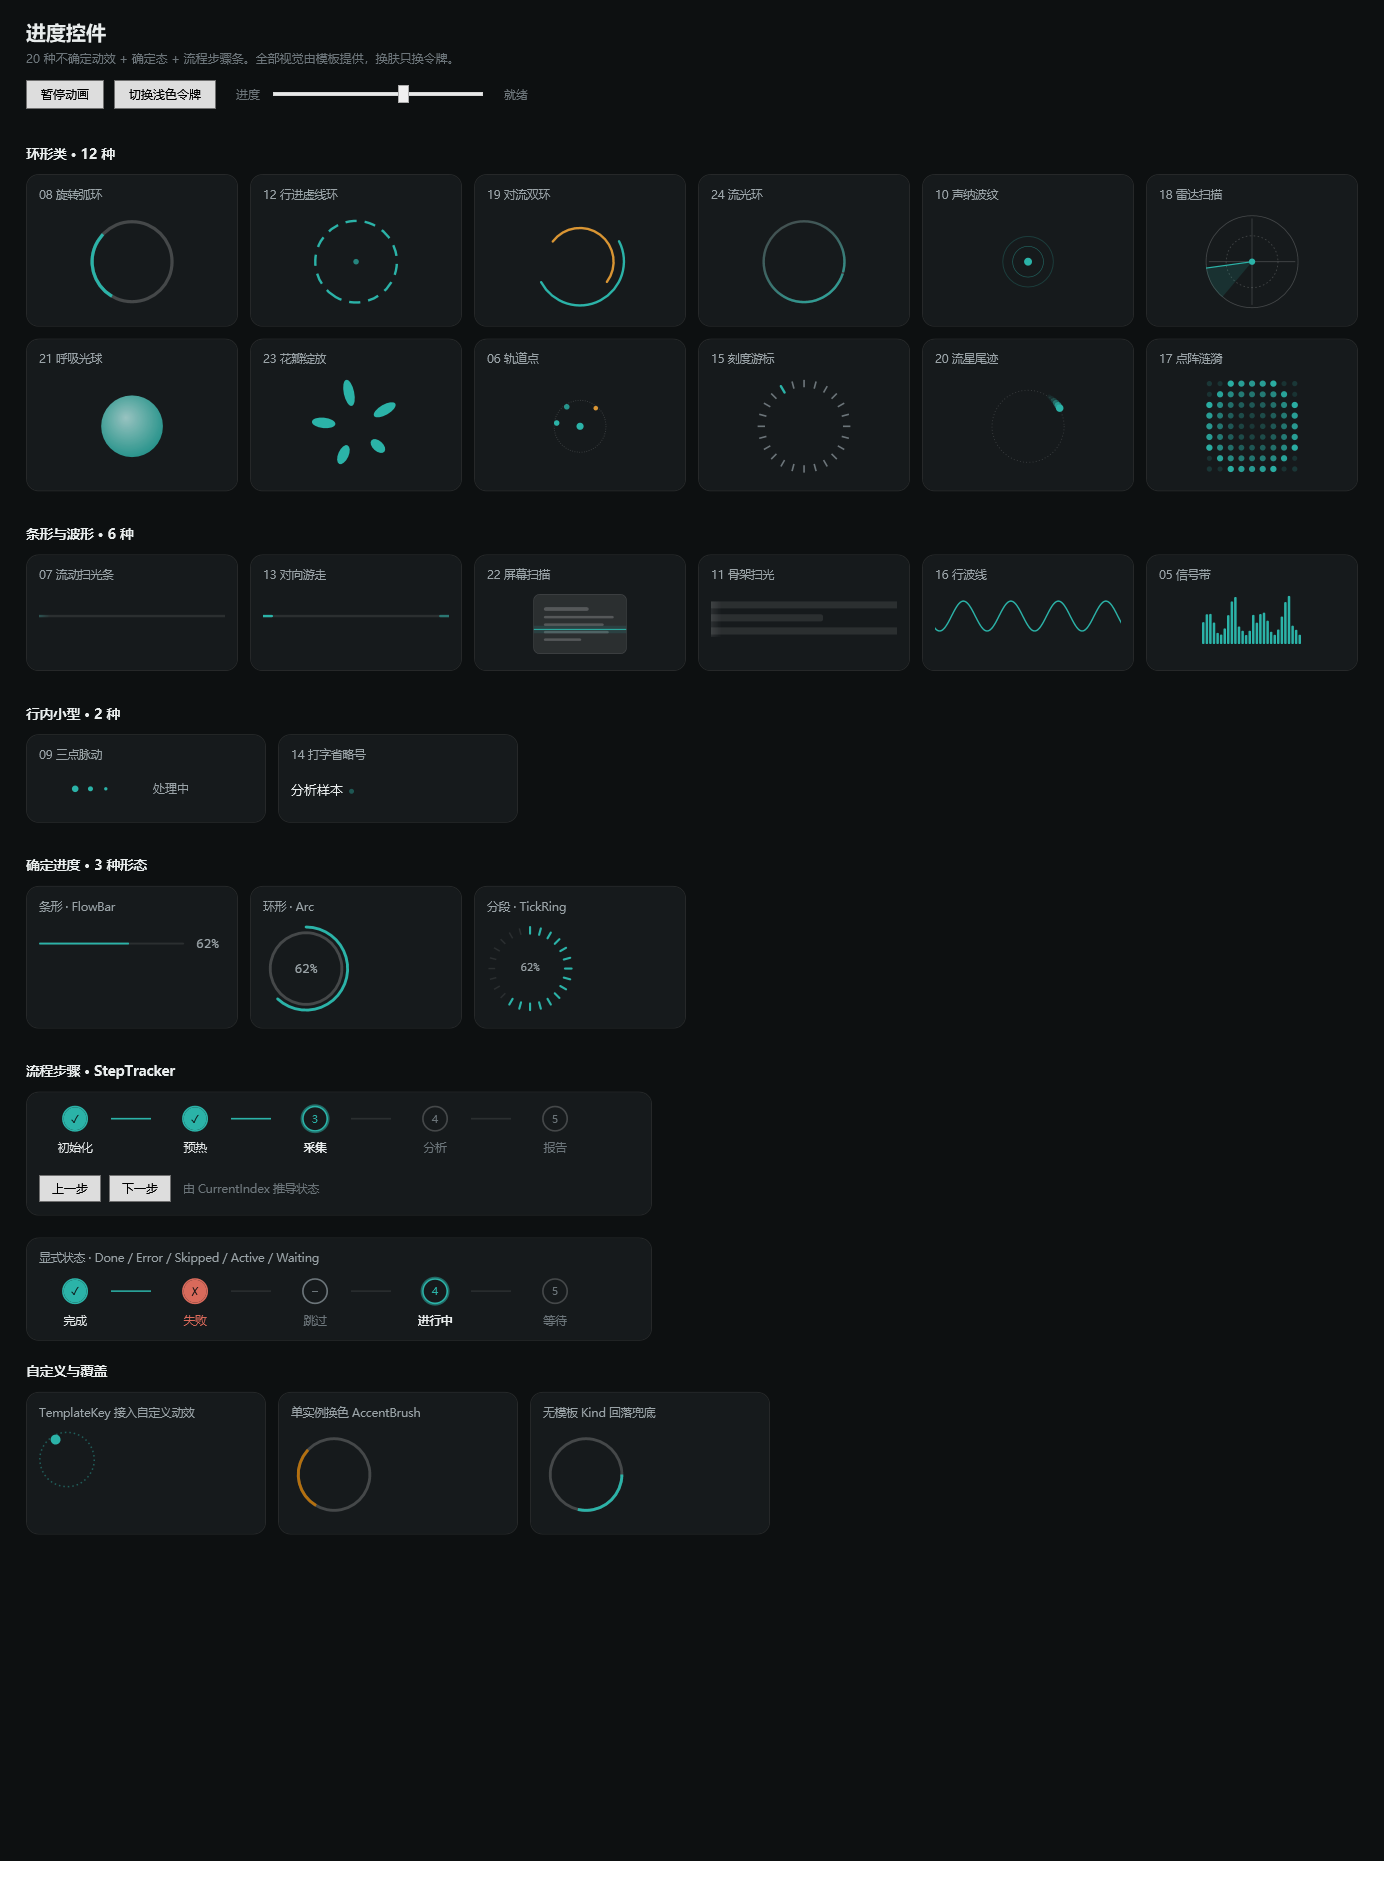 进度控件
20 种不确定动效 + 确定态 + 流程步骤条。全部视觉由模板提供，换肤只换令牌。
暂停动画 切换浅色令牌 进度 就绪
环形类 • 12 种
08 旋转弧环 12 行进虚线环 19 对流双环 24 流光环 10 声纳波纹 18 雷达扫描
21 呼吸光球 23 花瓣绽放 06 轨道点 15 刻度游标 20 流星尾迹 17 点阵涟漪
条形与波形 • 6 种
07 流动扫光条 13 对向游走 22 屏幕扫描 11 骨架扫光 16 行波线 05 信号带
行内小型 • 2 种
09 三点脉动 14 打字省略号
处理中 分析样本
确定进度 • 3 种形态
条形 · FlowBar 环形 · Arc 分段 · TickRing
62% 62% 62%
流程步骤 • StepTracker
✓ ✓ 3 4 5
初始化 预热 采集 分析 报告
上一步 下一步 由 CurrentIndex 推导状态
显式状态 · Done / Error / Skipped / Active / Waiting
✓ ✗ – 4 5
完成 失败 跳过 进行中 等待
自定义与覆盖
TemplateKey 接入自定义动效 单实例换色 AccentBrush 无模板 Kind 回落兜底